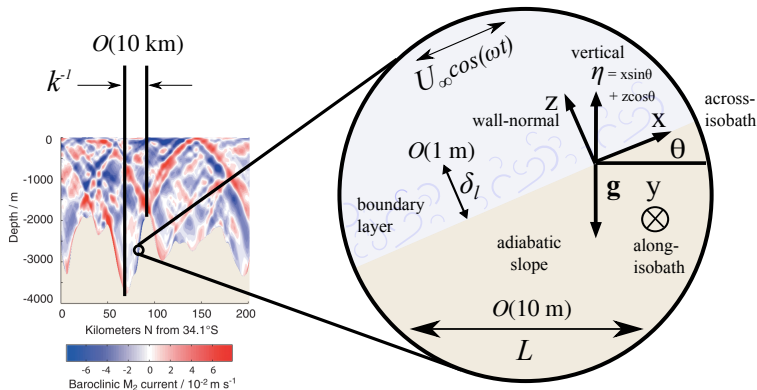 O(10 km)
k⁻¹
0
-1000
-2000
-3000
-4000
Depth / m
0 50 100 150 200
Kilometers N from 34.1°S
-6 -4 -2 0 2 4 6
Baroclinic M₂ current / 10⁻² m s⁻¹
U∞cos(ωt)
vertical
η = xsinθ
+ zcosθ
z
wall-normal
across-
isobath
x
θ
O(1 m)
δₗ
g
y
boundary
layer
adiabatic
slope
along-
isobath
O(10 m)
L